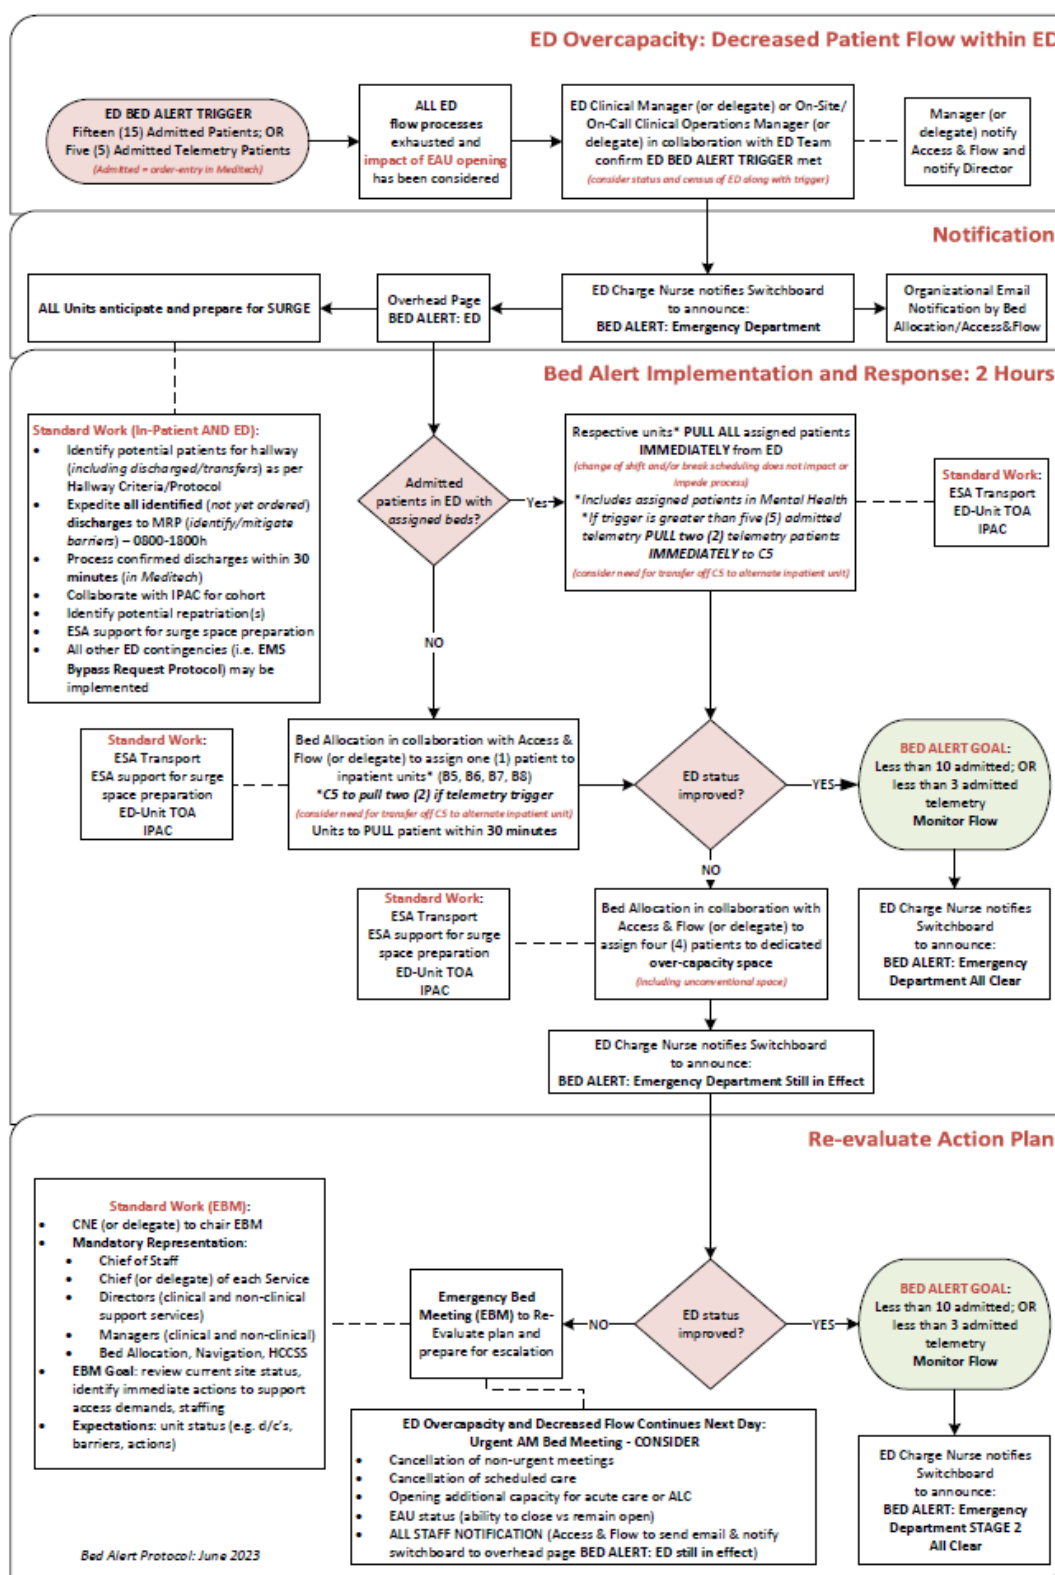 ED Overcapacity: Decreased Patient Flow within ED
ED BED ALERT TRIGGER
Fifteen (15) Admitted Patients; OR
Five (5) Admitted Telemetry Patients
(Admitted = order-entry in Meditech)
ALL ED
flow processes
exhausted and
impact of EAU opening
has been considered
ED Clinical Manager (or delegate) or On-Site/
On-Call Clinical Operations Manager (or
delegate) in collaboration with ED Team
confirm ED BED ALERT TRIGGER met
(consider status and census of ED along with trigger)
Manager (or
delegate) notify
Access & Flow and
notify Director
Notification
ALL Units anticipate and prepare for SURGE
Overhead Page
BED ALERT: ED
ED Charge Nurse notifies Switchboard
to announce:
BED ALERT: Emergency Department
Organizational Email
Notification by Bed
Allocation/Access&Flow
Bed Alert Implementation and Response: 2 Hours
Standard Work (In-Patient AND ED):
• Identify potential patients for hallway
(including discharged/transfers) as per
Hallway Criteria/Protocol
• Expedite all identified (not yet ordered)
discharges to MRP (identify/mitigate
barriers) – 0800-1800h
• Process confirmed discharges within 30
minutes (in Meditech)
• Collaborate with IPAC for cohort
• Identify potential repatriation(s)
• ESA support for surge space preparation
• All other ED contingencies (i.e. EMS
Bypass Request Protocol) may be
implemented
Admitted
patients in ED with
assigned beds?
Yes
Respective units* PULL ALL assigned patients
IMMEDIATELY from ED
(change of shift and/or break scheduling does not impact or
impede process)
*Includes assigned patients in Mental Health
*If trigger is greater than five (5) admitted
telemetry PULL two (2) telemetry patients
IMMEDIATELY to C5
(consider need for transfer off C5 to alternate inpatient unit)
Standard Work:
ESA Transport
ED-Unit TOA
IPAC
NO
Standard Work:
ESA Transport
ESA support for surge
space preparation
ED-Unit TOA
IPAC
Bed Allocation in collaboration with Access &
Flow (or delegate) to assign one (1) patient to
inpatient units* (B5, B6, B7, B8)
*C5 to pull two (2) if telemetry trigger
(consider need for transfer off C5 to alternate inpatient unit)
Units to PULL patient within 30 minutes
ED status
improved?
YES
BED ALERT GOAL:
Less than 10 admitted; OR
less than 3 admitted
telemetry
Monitor Flow
NO
Standard Work:
ESA Transport
ESA support for surge
space preparation
ED-Unit TOA
IPAC
Bed Allocation in collaboration with
Access & Flow (or delegate) to
assign four (4) patients to dedicated
over-capacity space
(including unconventional space)
ED Charge Nurse notifies
Switchboard
to announce:
BED ALERT: Emergency
Department All Clear
ED Charge Nurse notifies Switchboard
to announce:
BED ALERT: Emergency Department Still in Effect
Re-evaluate Action Plan
Standard Work (EBM):
• CNE (or delegate) to chair EBM
• Mandatory Representation:
• Chief of Staff
• Chief (or delegate) of each Service
• Directors (clinical and non-clinical
support services)
• Managers (clinical and non-clinical)
• Bed Allocation, Navigation, HCCSS
• EBM Goal: review current site status,
identify immediate actions to support
access demands, staffing
• Expectations: unit status (e.g. d/c's,
barriers, actions)
Emergency Bed
Meeting (EBM) to Re-
Evaluate plan and
prepare for escalation
NO
ED status
improved?
YES
BED ALERT GOAL:
Less than 10 admitted; OR
less than 3 admitted
telemetry
Monitor Flow
ED Overcapacity and Decreased Flow Continues Next Day:
Urgent AM Bed Meeting - CONSIDER
• Cancellation of non-urgent meetings
• Cancellation of scheduled care
• Opening additional capacity for acute care or ALC
• EAU status (ability to close vs remain open)
• ALL STAFF NOTIFICATION (Access & Flow to send email & notify
switchboard to overhead page BED ALERT: ED still in effect)
ED Charge Nurse notifies
Switchboard
to announce:
BED ALERT: Emergency
Department STAGE 2
All Clear
Bed Alert Protocol: June 2023